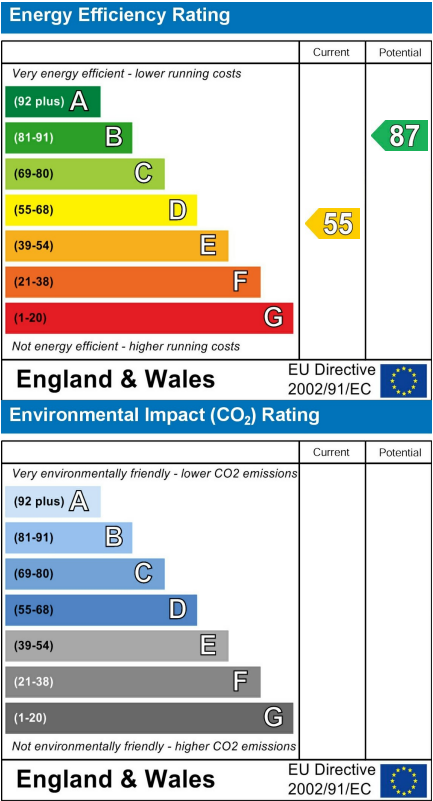 Energy Efficiency Rating
Current Potential
Very energy efficient - lower running costs
(92 plus) A
(81-91) B
87
(69-80) C
(55-68) D
55
(39-54) E
(21-38) F
(1-20) G
Not energy efficient - higher running costs
England & Wales
EU Directive
2002/91/EC
Environmental Impact (CO₂) Rating
Current Potential
Very environmentally friendly - lower CO2 emissions
(92 plus) A
(81-91) B
(69-80) C
(55-68) D
(39-54) E
(21-38) F
(1-20) G
Not environmentally friendly - higher CO2 emissions
England & Wales
EU Directive
2002/91/EC